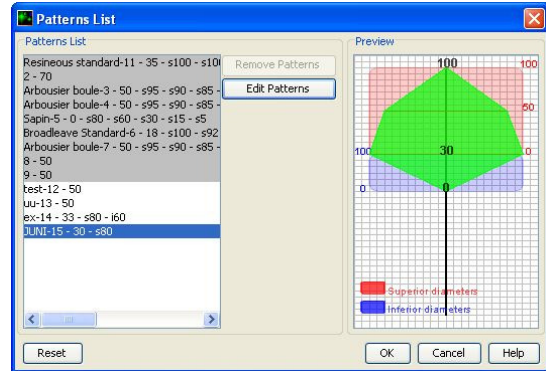 Patterns List
Patterns List
Resineous standard-11 - 35 - s100 - s10
2 - 70
Arbousier boule-3 - 50 - s95 - s90 - s85 -
Arbousier boule-4 - 50 - s95 - s90 - s85 -
Sapin-5 - 0 - s80 - s60 - s30 - s15 - s5
Broadleave Standard-6 - 18 - s100 - s92
Arbousier boule-7 - 50 - s95 - s90 - s85 -
8 - 50
9 - 50
test-12 - 50
uu-13 - 50
ex-14 - 33 - s80 - i60
JUNI-15 - 30 - s80
Remove Patterns
Edit Patterns
Preview
100
50
100
30
0
0
0
Superior diameters
Inferior diameters
Reset
OK
Cancel
Help